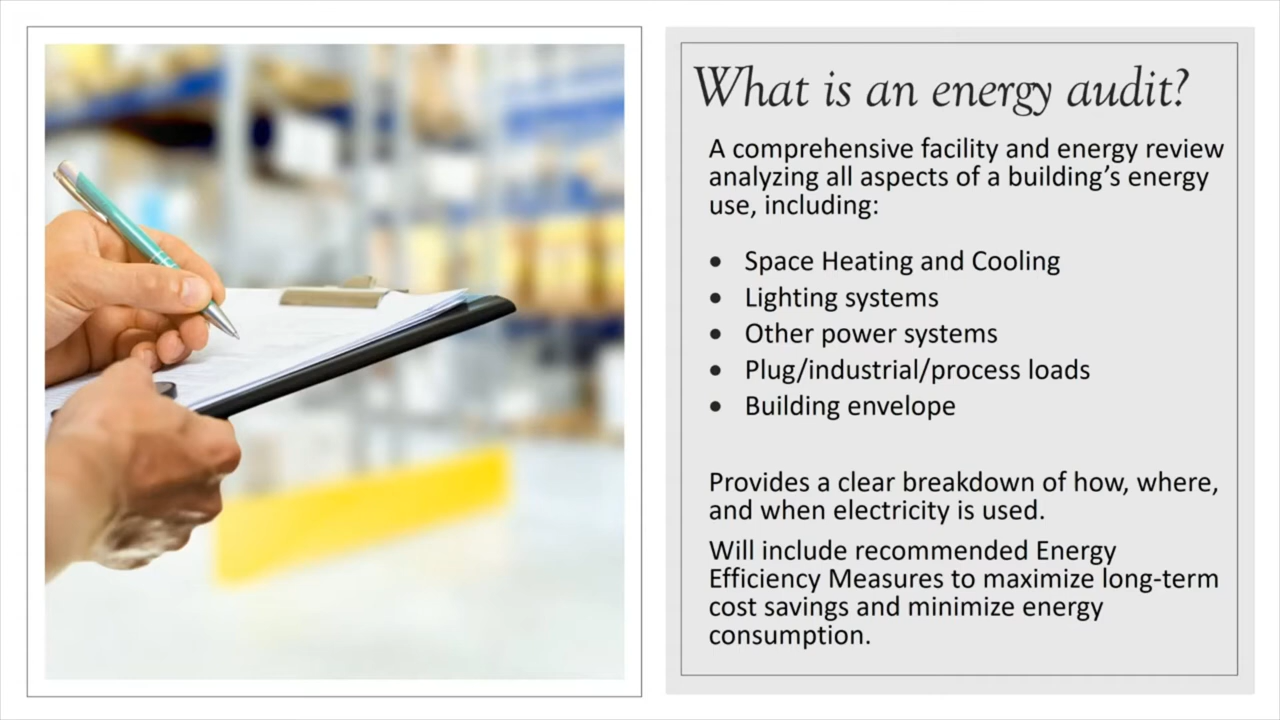 What is an energy audit?
A comprehensive facility and energy review
analyzing all aspects of a building’s energy
use, including:
• Space Heating and Cooling
• Lighting systems
• Other power systems
• Plug/industrial/process loads
• Building envelope
Provides a clear breakdown of how, where,
and when electricity is used.
Will include recommended Energy
Efficiency Measures to maximize long-term
cost savings and minimize energy
consumption.